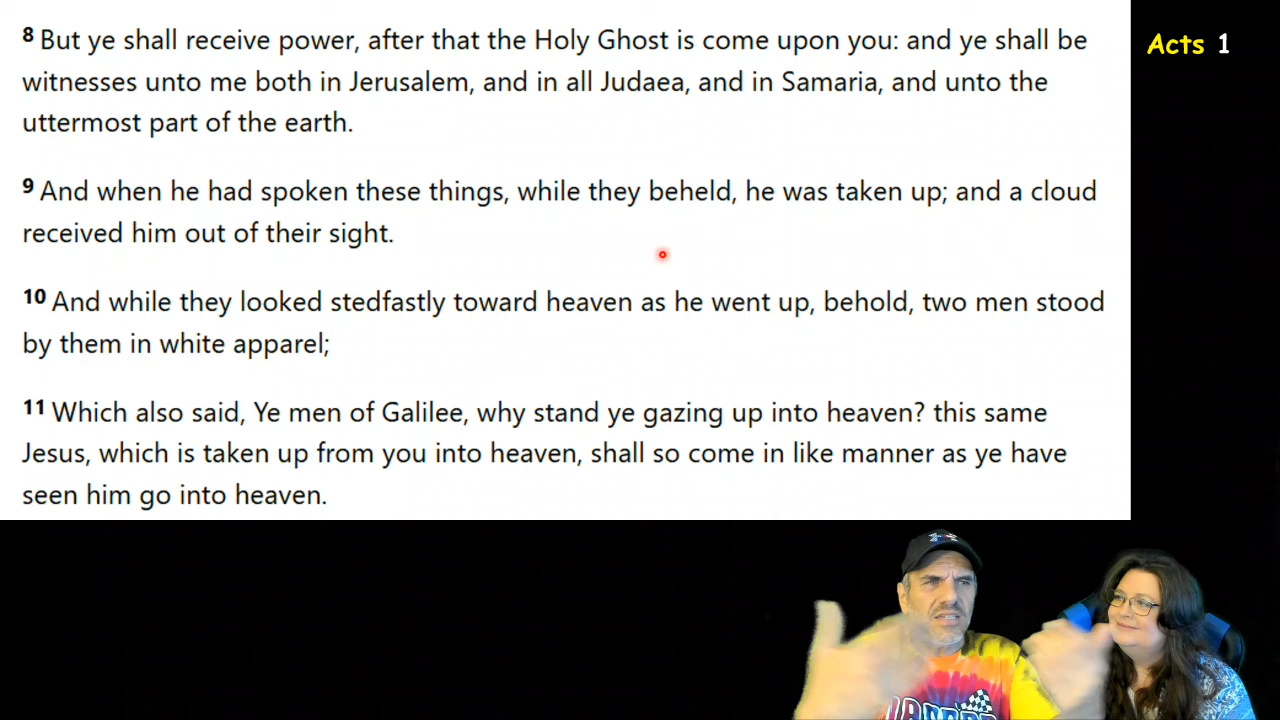 Acts 1
8 But ye shall receive power, after that the Holy Ghost is come upon you: and ye shall be
witnesses unto me both in Jerusalem, and in all Judaea, and in Samaria, and unto the
uttermost part of the earth.
9 And when he had spoken these things, while they beheld, he was taken up; and a cloud
received him out of their sight.
10 And while they looked stedfastly toward heaven as he went up, behold, two men stood
by them in white apparel;
11 Which also said, Ye men of Galilee, why stand ye gazing up into heaven? this same
Jesus, which is taken up from you into heaven, shall so come in like manner as ye have
seen him go into heaven.